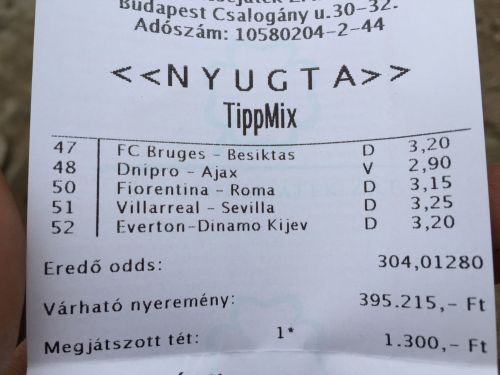 Budapest Csalogány u.30-32.
Adószám: 10580204-2-44
<<NYUGTA>>
TippMix
47 FC Bruges - Besiktas D 3,20
48 Dnipro - Ajax V 2,90
50 Fiorentina - Roma D 3,15
51 Villarreal - Sevilla D 3,25
52 Everton-Dinamo Kijev D 3,20
Eredő odds: 304,01280
Várható nyeremény: 395.215,- Ft
Megjátszott tét: 1* 1.300,- Ft